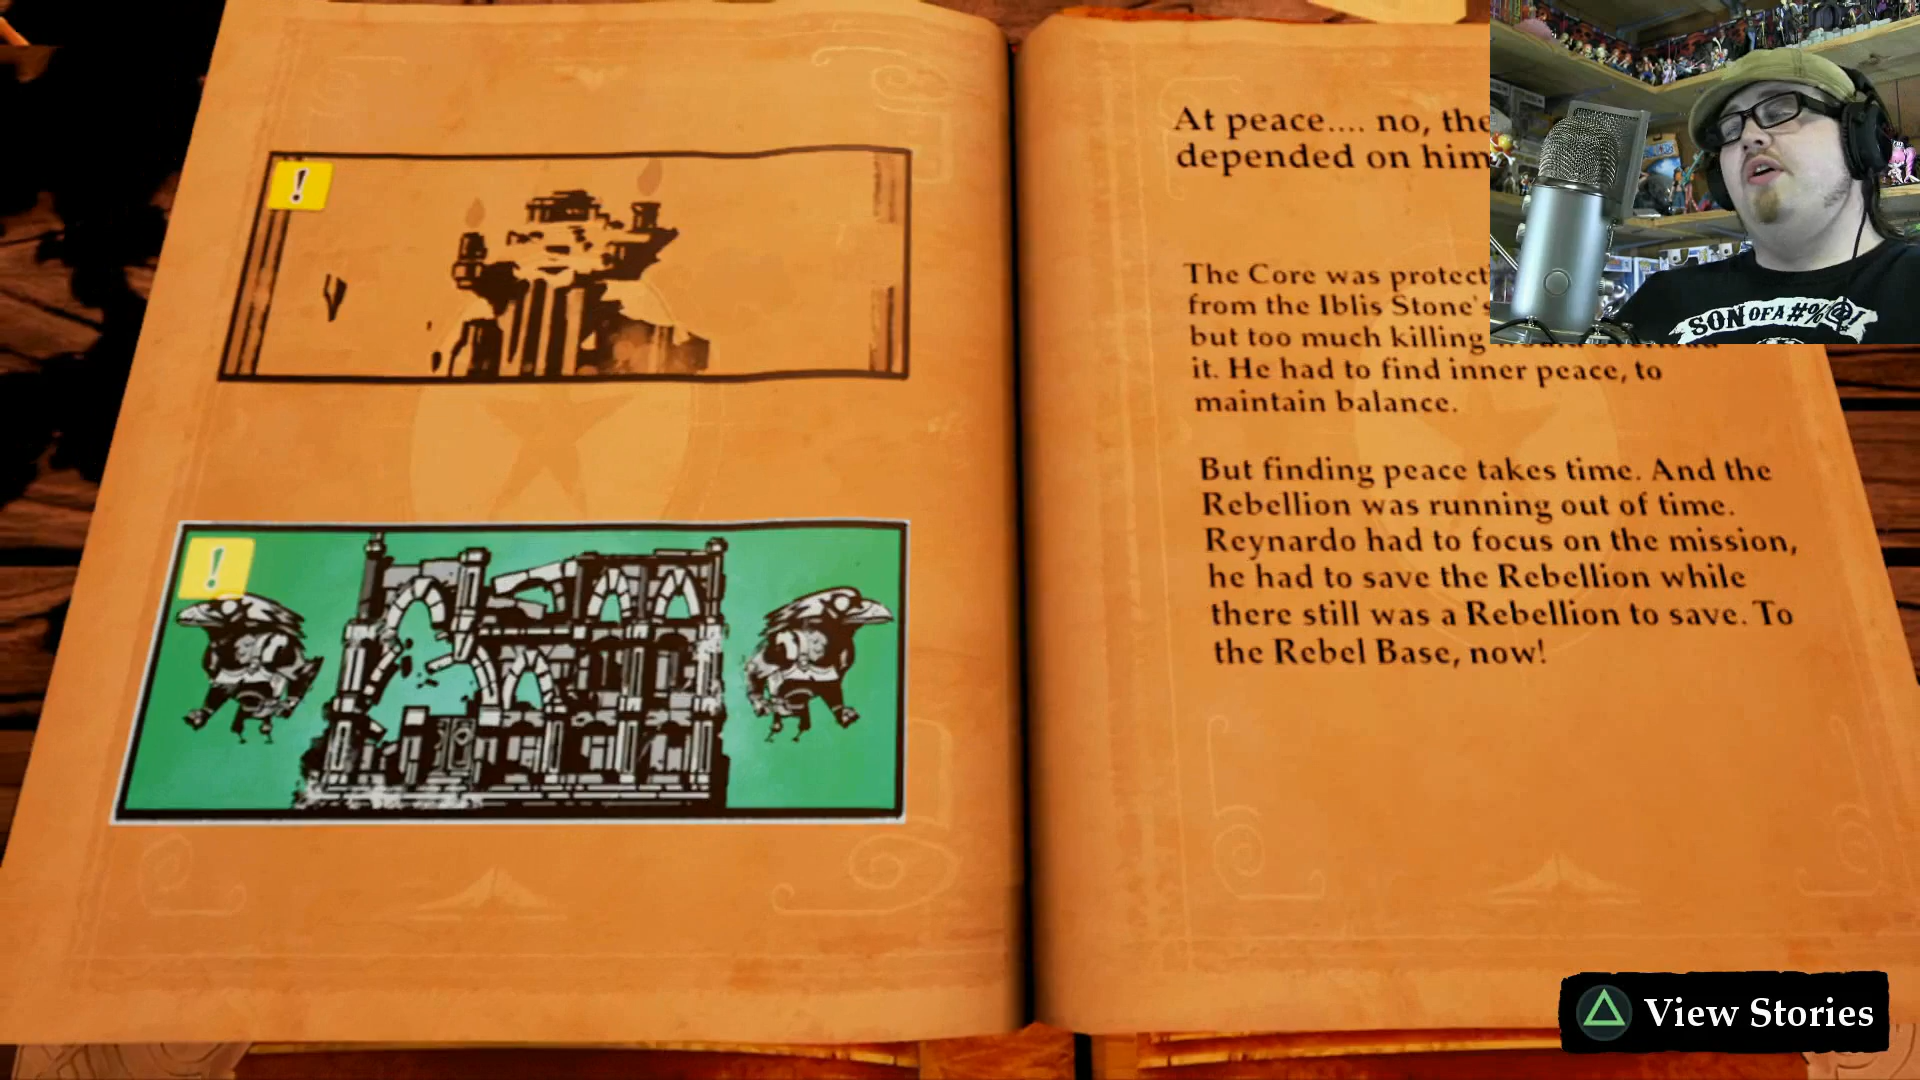 At peace.... no, the
depended on him
The Core was protect
from the Iblis Stone's
but too much killing
it. He had to find inner peace, to
maintain balance.
But finding peace takes time. And the
Rebellion was running out of time.
Reynardo had to focus on the mission,
he had to save the Rebellion while
there still was a Rebellion to save. To
the Rebel Base, now!
SON OF A #%@!
!
!
View Stories